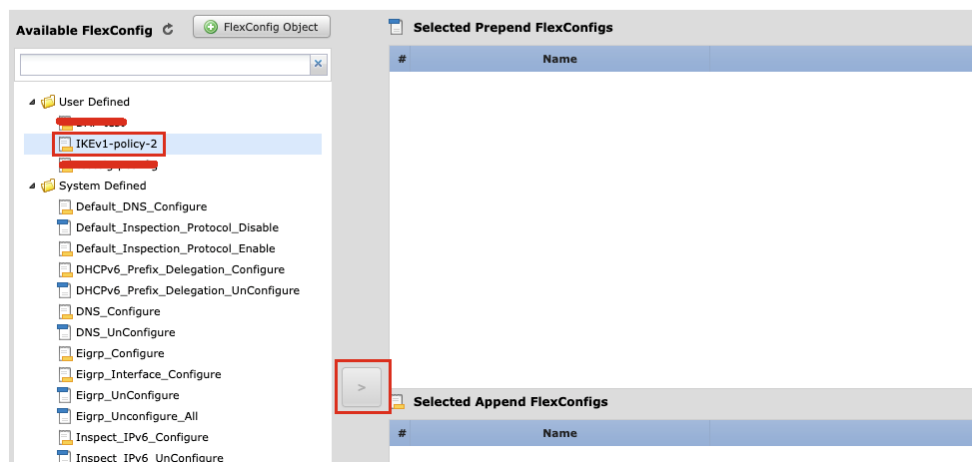 Available FlexConfig
FlexConfig Object
×
User Defined
IKEv1-policy-2
System Defined
Default_DNS_Configure
Default_Inspection_Protocol_Disable
Default_Inspection_Protocol_Enable
DHCPv6_Prefix_Delegation_Configure
DHCPv6_Prefix_Delegation_UnConfigure
DNS_Configure
DNS_UnConfigure
Eigrp_Configure
Eigrp_Interface_Configure
Eigrp_UnConfigure
Eigrp_Unconfigure_All
Inspect_IPv6_Configure
Inspect_IPv6_UnConfigure
>
Selected Prepend FlexConfigs
# Name
Selected Append FlexConfigs
# Name